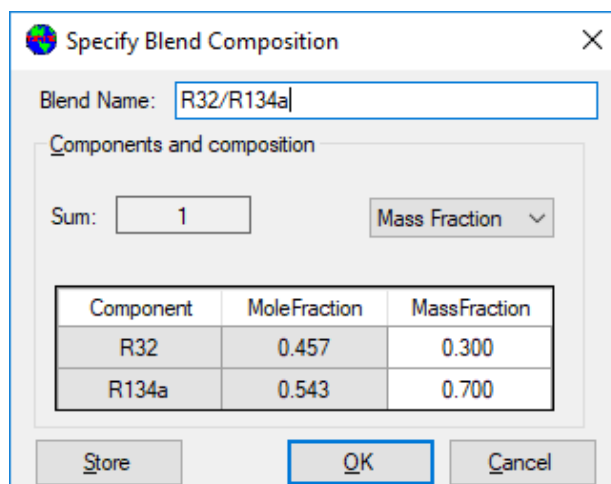 Specify Blend Composition
Blend Name: R32/R134a
Components and composition
Sum: 1 Mass Fraction
Component MoleFraction MassFraction
R32 0.457 0.300
R134a 0.543 0.700
Store OK Cancel